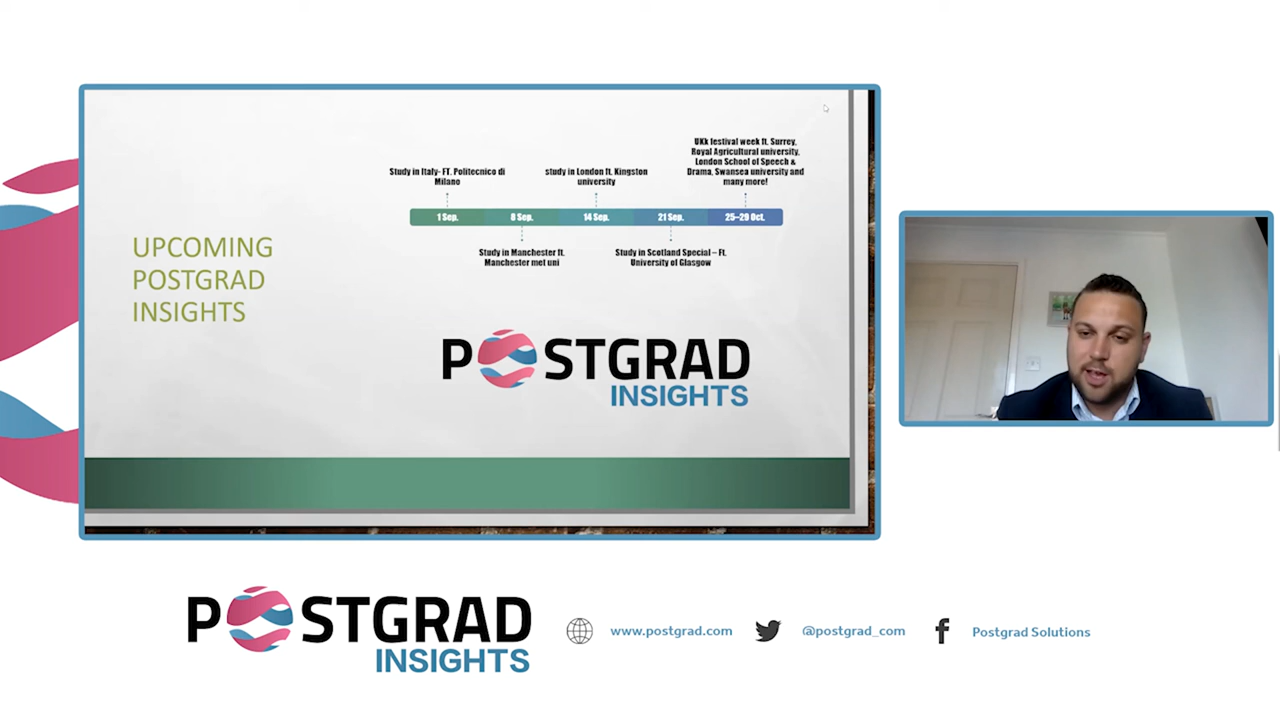 UPCOMING
POSTGRAD
INSIGHTS
Study in Italy- FT. Politecnico di
Milano
study in London ft. Kingston
university
UKk festival week ft. Surrey,
Royal Agricultural university,
London School of Speech &
Drama, Swansea university and
many more!
1 Sep.
8 Sep.
14 Sep.
21 Sep.
25–29 Oct.
Study in Manchester ft.
Manchester met uni
Study in Scotland Special – Ft.
University of Glasgow
POSTGRAD
INSIGHTS
POSTGRAD
INSIGHTS
www.postgrad.com
@postgrad_com
Postgrad Solutions